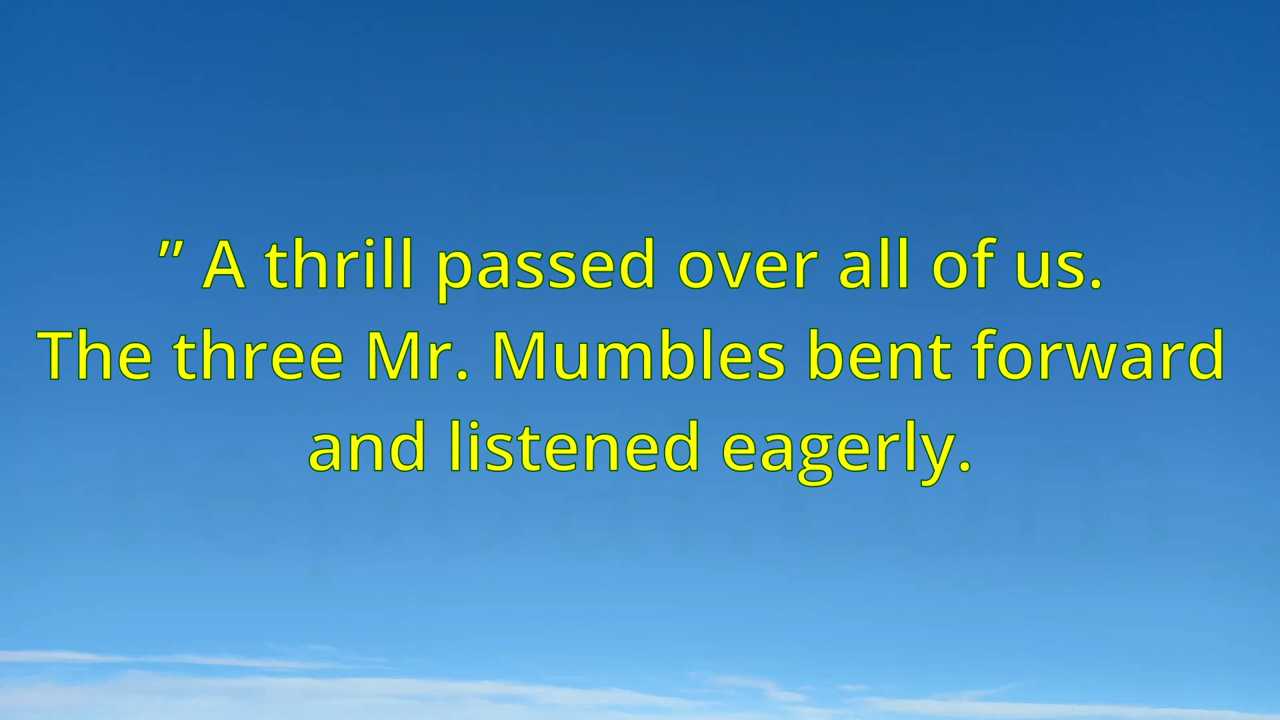 ” A thrill passed over all of us.
The three Mr. Mumbles bent forward
and listened eagerly.